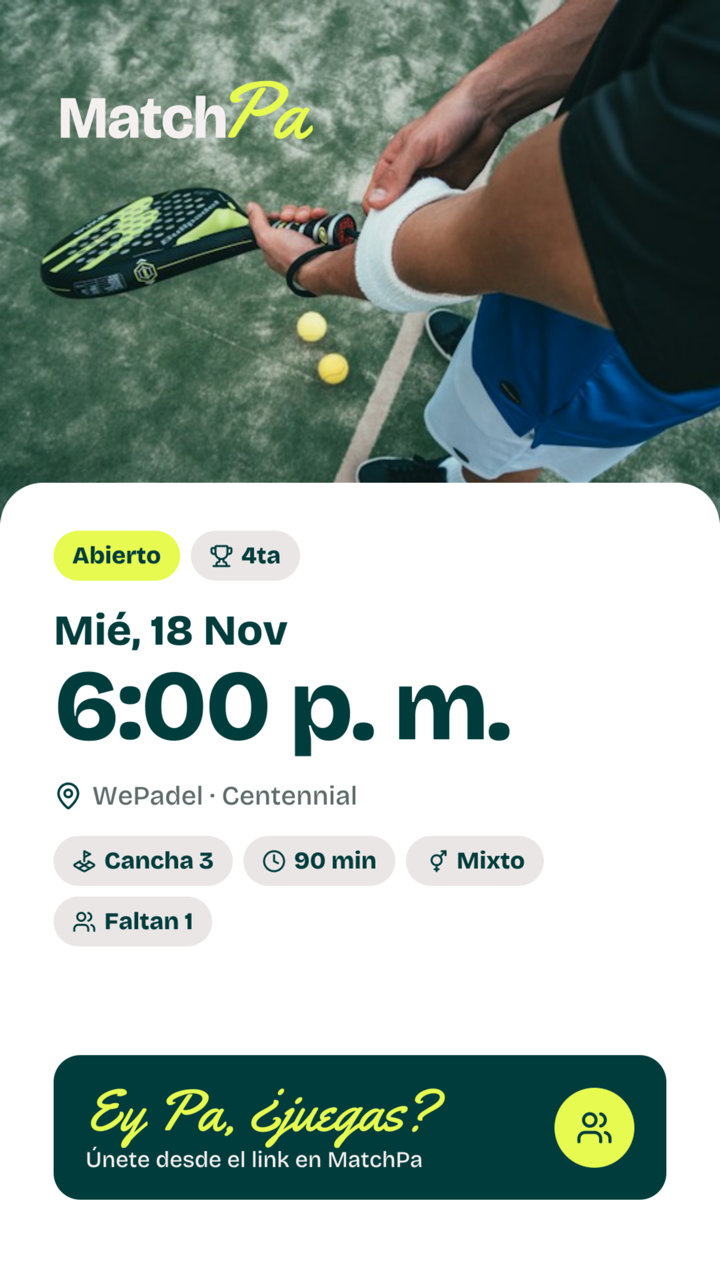 MatchPa
Abierto
4ta
Mié, 18 Nov
6:00 p. m.
WePadel · Centennial
Cancha 3
90 min
Mixto
Faltan 1
Ey Pa, ¿juegas?
Únete desde el link en MatchPa